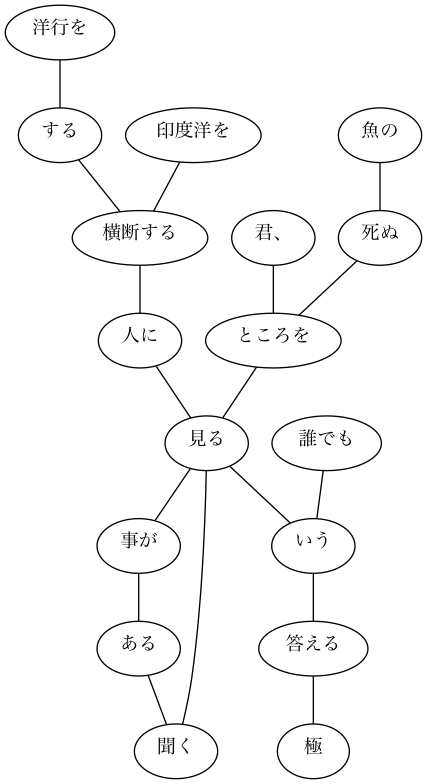 洋行を
する
印度洋を
魚の
横断する
君、
死ぬ
人に
ところを
見る
誰でも
事が
いう
ある
答える
聞く
極